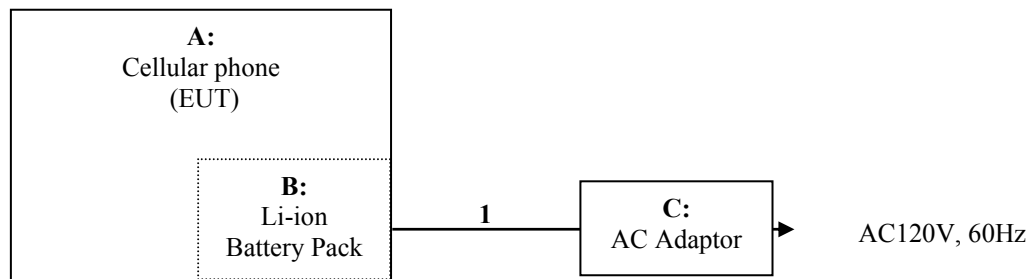 A:
Cellular phone
(EUT)
B:
Li-ion
Battery Pack
1
C:
AC Adaptor
AC120V, 60Hz